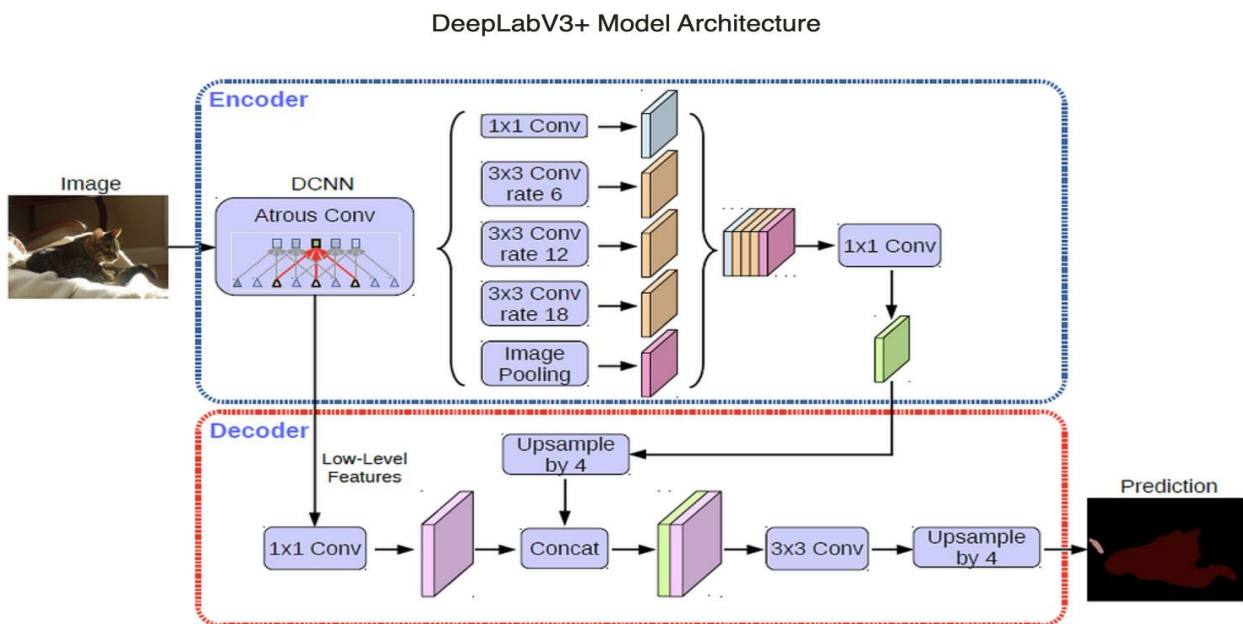 DeepLabV3+ Model Architecture
Encoder
Image
DCNN
Atrous Conv
1x1 Conv
3x3 Conv
rate 6
3x3 Conv
rate 12
3x3 Conv
rate 18
Image
Pooling
1x1 Conv
Decoder
Low-Level
Features
Upsample
by 4
1x1 Conv
Concat
3x3 Conv
Upsample
by 4
Prediction